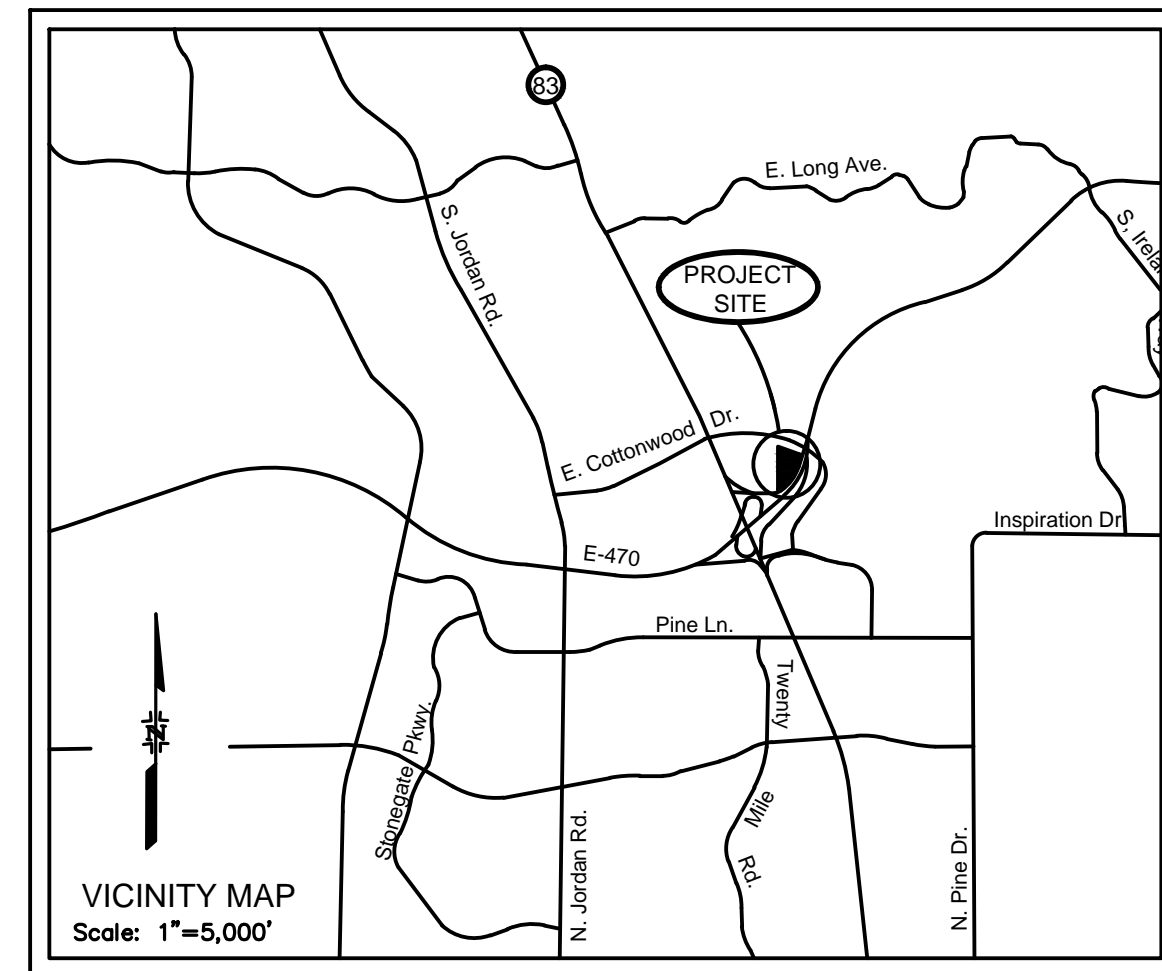 83
E. Long Ave.
S. Jordan Rd.
PROJECT
SITE
E. Cottonwood Dr.
Inspiration Dr
E-470
Pine Ln.
Twenty
Mile
Rd.
Stonegate Pkwy.
N. Jordan Rd.
N. Pine Dr.
N
VICINITY MAP
Scale: 1"=5,000'